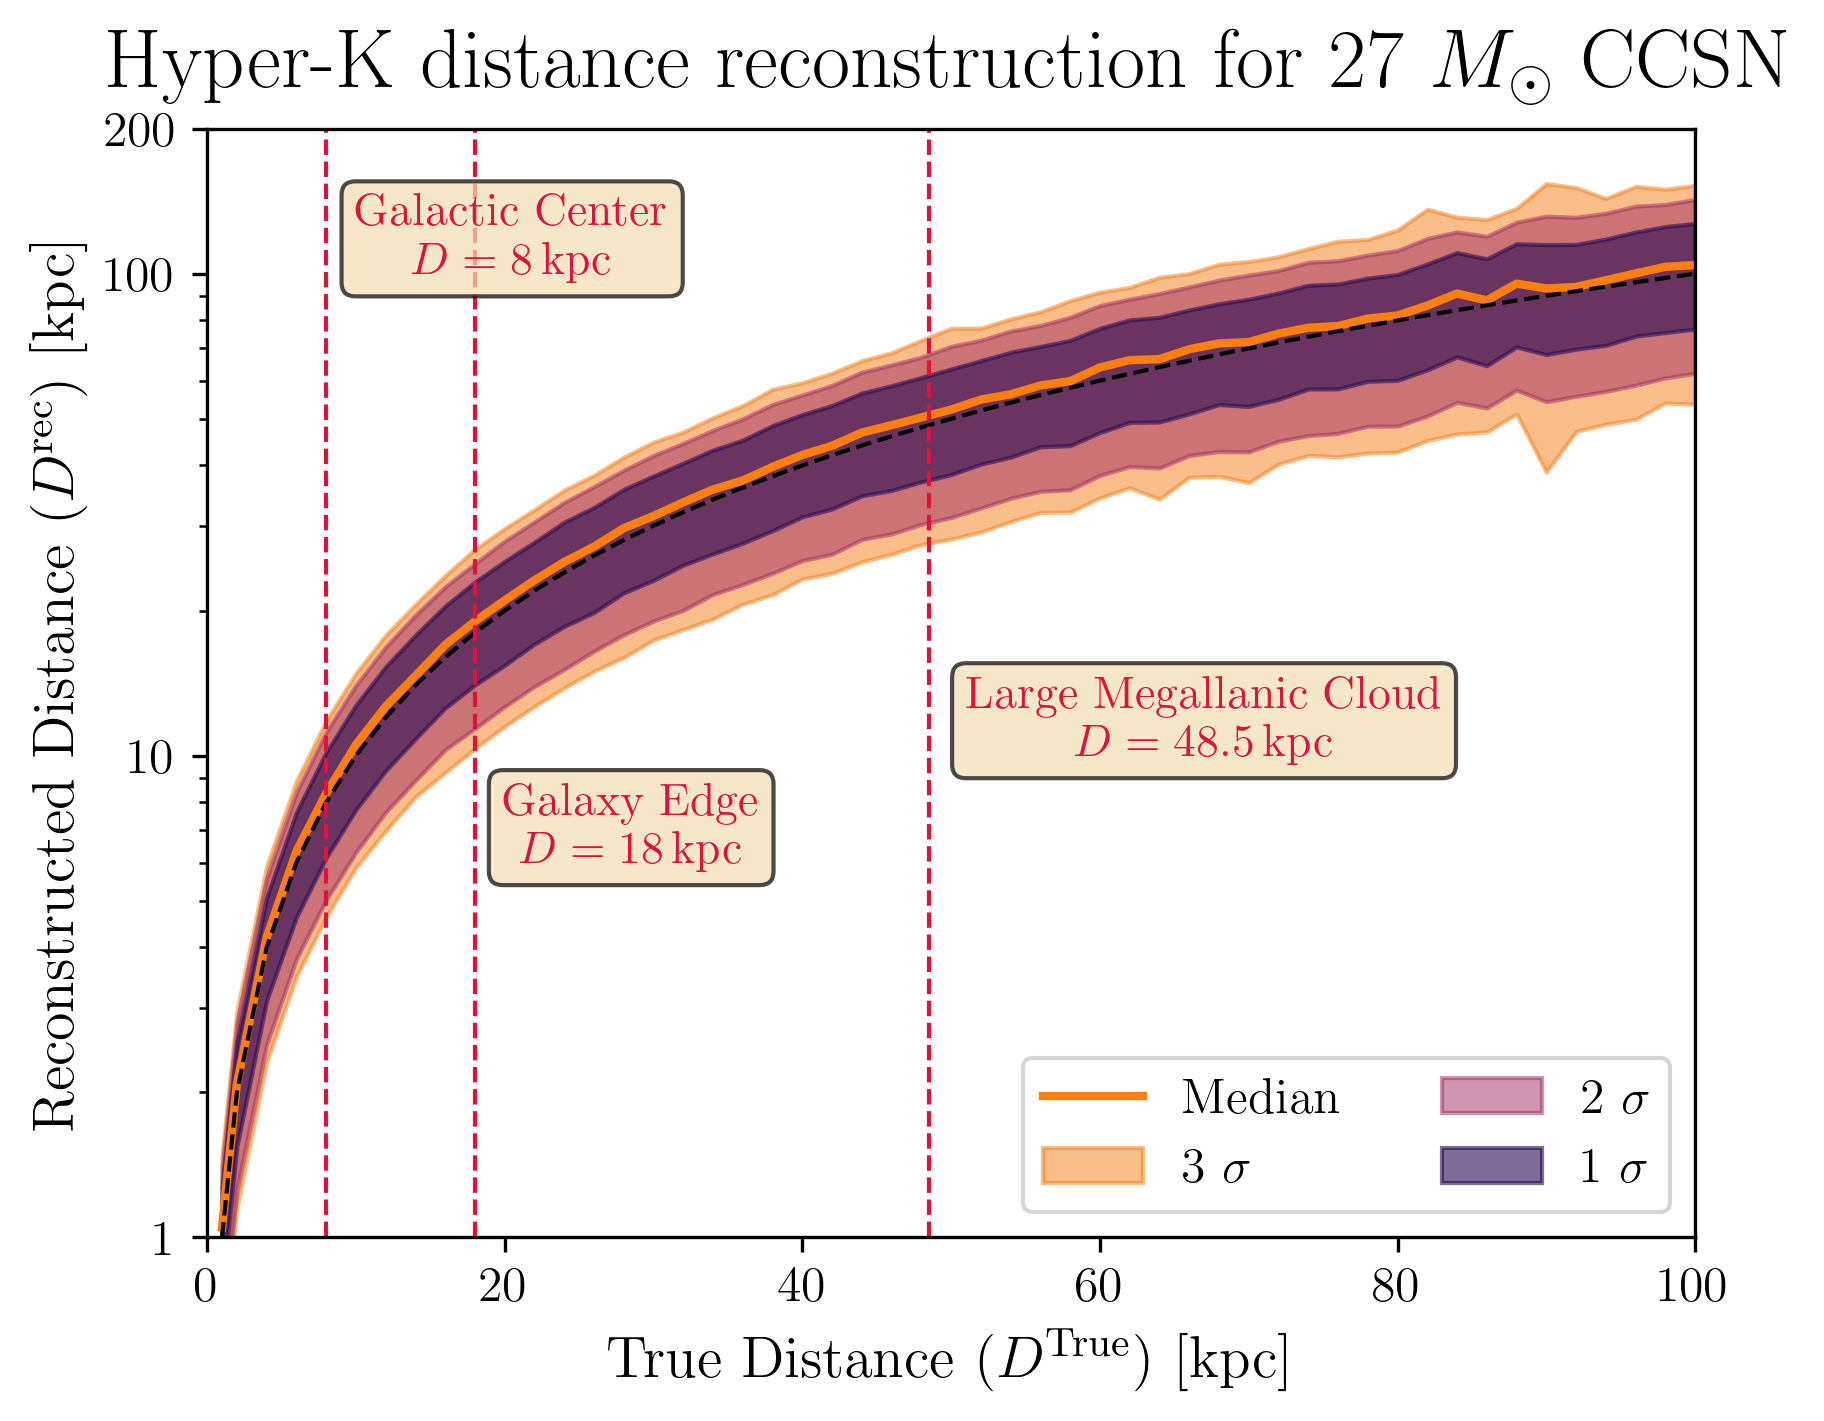 Hyper-K distance reconstruction for 27 M⊙ CCSN
Reconstructed Distance (D^rec) [kpc]
200
100
10
1
Galactic Center
D = 8 kpc
Large Megallanic Cloud
D = 48.5 kpc
Galaxy Edge
D = 18 kpc
Median
3 σ
2 σ
1 σ
0 20 40 60 80 100
True Distance (D^True) [kpc]